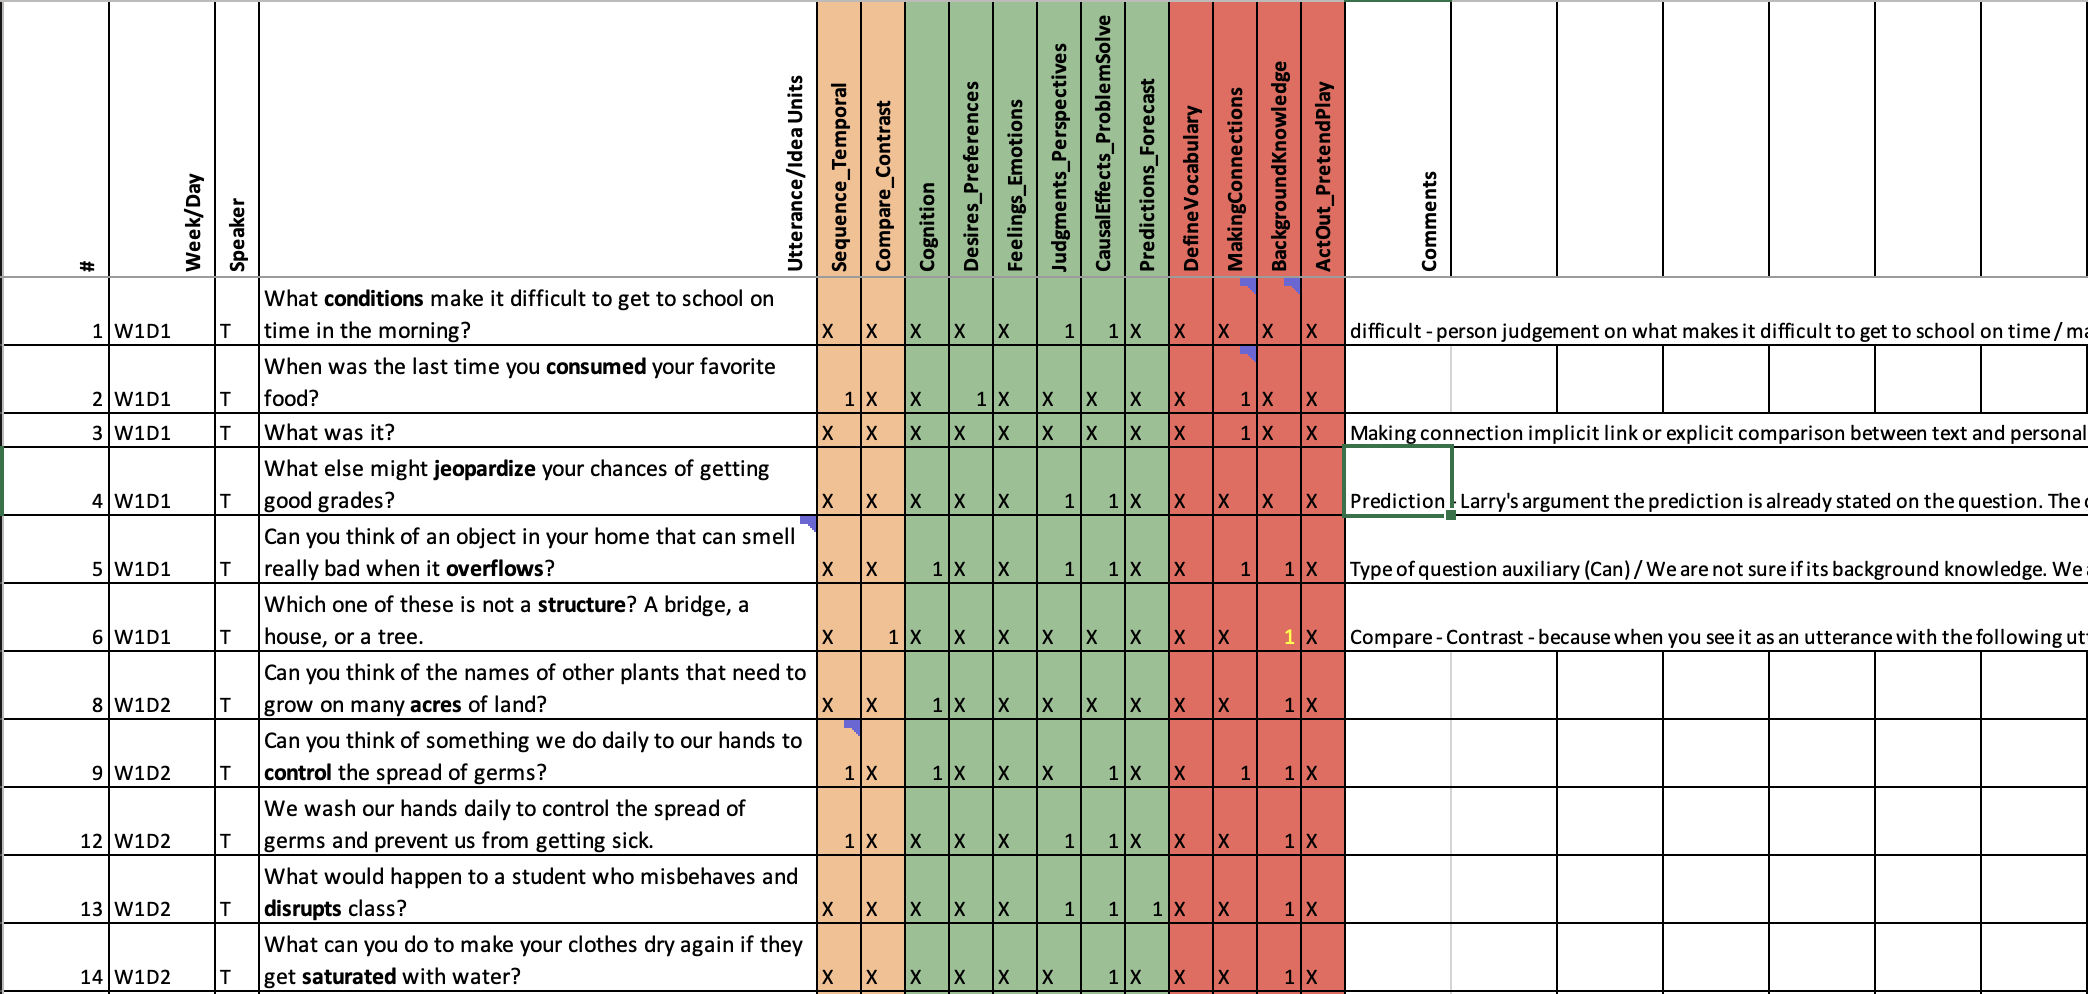 #
Week/Day
Speaker
Utterance/Idea Units
Sequence_Temporal
Compare_Contrast
Cognition
Desires_Preferences
Feelings_Emotions
Judgments_Perspectives
CausalEffects_ProblemSolve
Predictions_Forecast
DefineVocabulary
MakingConnections
BackgroundKnowledge
ActOut_PretendPlay
Comments
What conditions make it difficult to get to school on
1 W1D1 T time in the morning? X X X X X 1 1 X X X X X difficult - person judgement on what makes it difficult to get to school on time / ma
When was the last time you consumed your favorite
2 W1D1 T food? 1 X X 1 X X X X X 1 X X
3 W1D1 T What was it? X X X X X X X X X 1 X X Making connection implicit link or explicit comparison between text and personal
What else might jeopardize your chances of getting
4 W1D1 T good grades? X X X X X 1 1 X X X X X Prediction - Larry's argument the prediction is already stated on the question. The
Can you think of an object in your home that can smell
5 W1D1 T really bad when it overflows? X X 1 X X 1 1 X X 1 1 X Type of question auxiliary (Can) / We are not sure if its background knowledge. We
Which one of these is not a structure? A bridge, a
6 W1D1 T house, or a tree. X 1 X X X X X X X X 1 X Compare - Contrast - because when you see it as an utterance with the following ut
Can you think of the names of other plants that need to
8 W1D2 T grow on many acres of land? X X 1 X X X X X X X 1 X
Can you think of something we do daily to our hands to
9 W1D2 T control the spread of germs? 1 X 1 X X X 1 X X 1 1 X
We wash our hands daily to control the spread of
12 W1D2 T germs and prevent us from getting sick. 1 X X X X 1 1 X X X 1 X
What would happen to a student who misbehaves and
13 W1D2 T disrupts class? X X X X X 1 1 1 X X 1 X
What can you do to make your clothes dry again if they
14 W1D2 T get saturated with water? X X X X X X 1 X X X 1 X